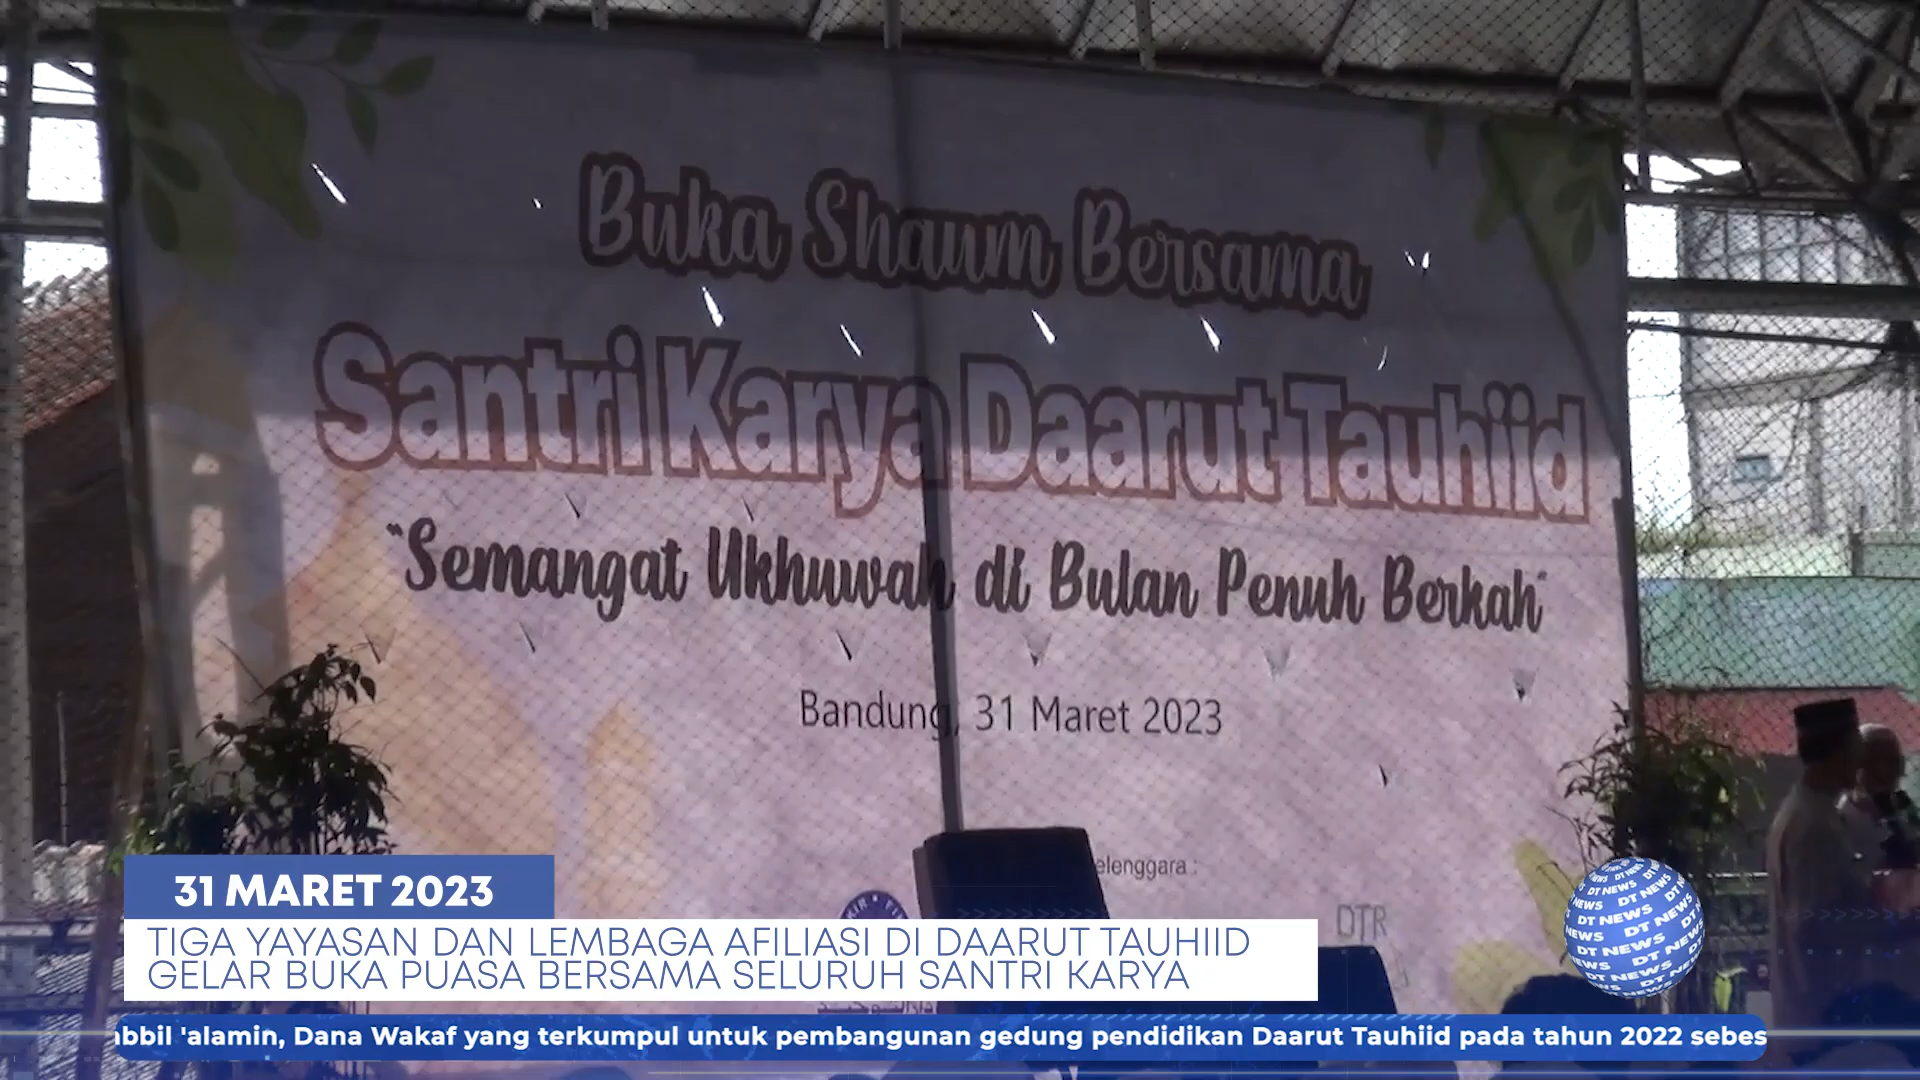 Buka Shaum Bersama
Santri Karya Daarut Tauhiid
"Semangat Ukhuwah di Bulan Penuh Berkah"
Bandung, 31 Maret 2023
elenggara :
DTR
31 MARET 2023
TIGA YAYASAN DAN LEMBAGA AFILIASI DI DAARUT TAUHIID
GELAR BUKA PUASA BERSAMA SELURUH SANTRI KARYA
DT NEWS
abbil 'alamin, Dana Wakaf yang terkumpul untuk pembangunan gedung pendidikan Daarut Tauhiid pada tahun 2022 sebes